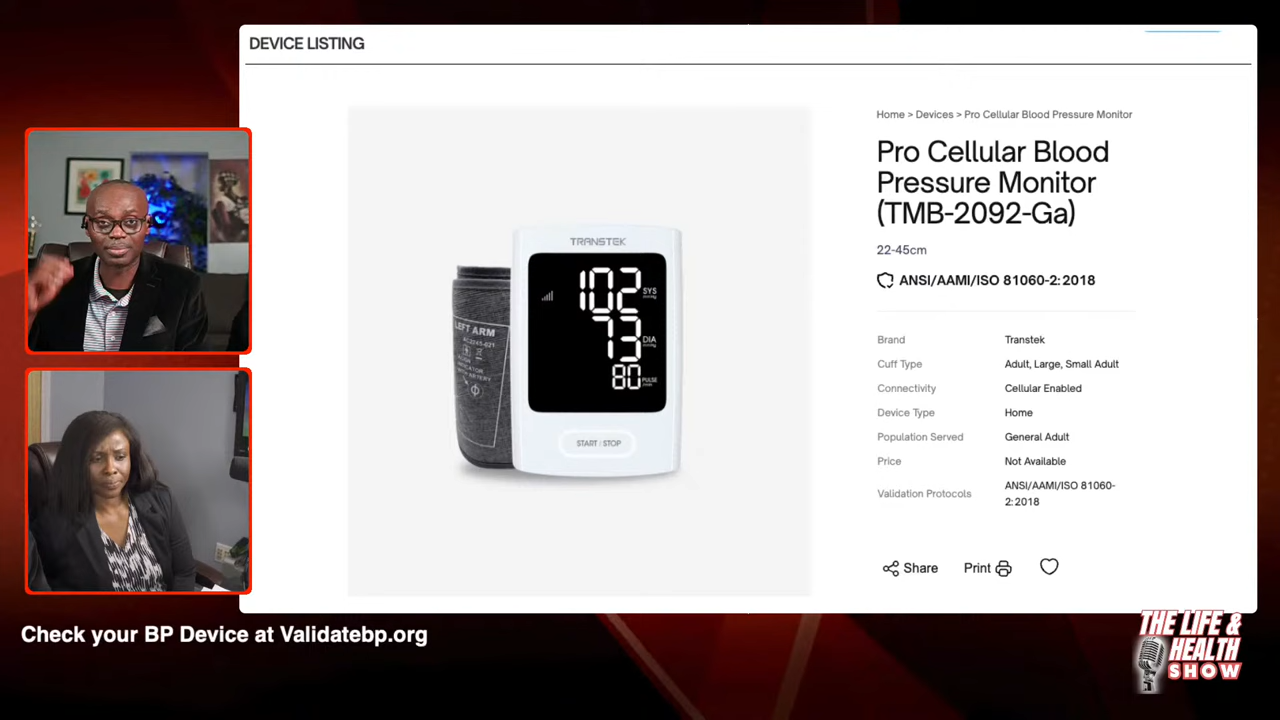 DEVICE LISTING
TRANSTEK
102
SYS
mmHg
73
DIA
mmHg
80
PULSE
START / STOP
LEFT ARM
Home > Devices > Pro Cellular Blood Pressure Monitor
Pro Cellular Blood
Pressure Monitor
(TMB-2092-Ga)
22-45cm
ANSI/AAMI/ISO 81060-2:2018
Brand Transtek
Cuff Type Adult, Large, Small Adult
Connectivity Cellular Enabled
Device Type Home
Population Served General Adult
Price Not Available
Validation Protocols ANSI/AAMI/ISO 81060-
2:2018
Share Print
Check your BP Device at Validatebp.org
THE LIFE &
HEALTH
SHOW